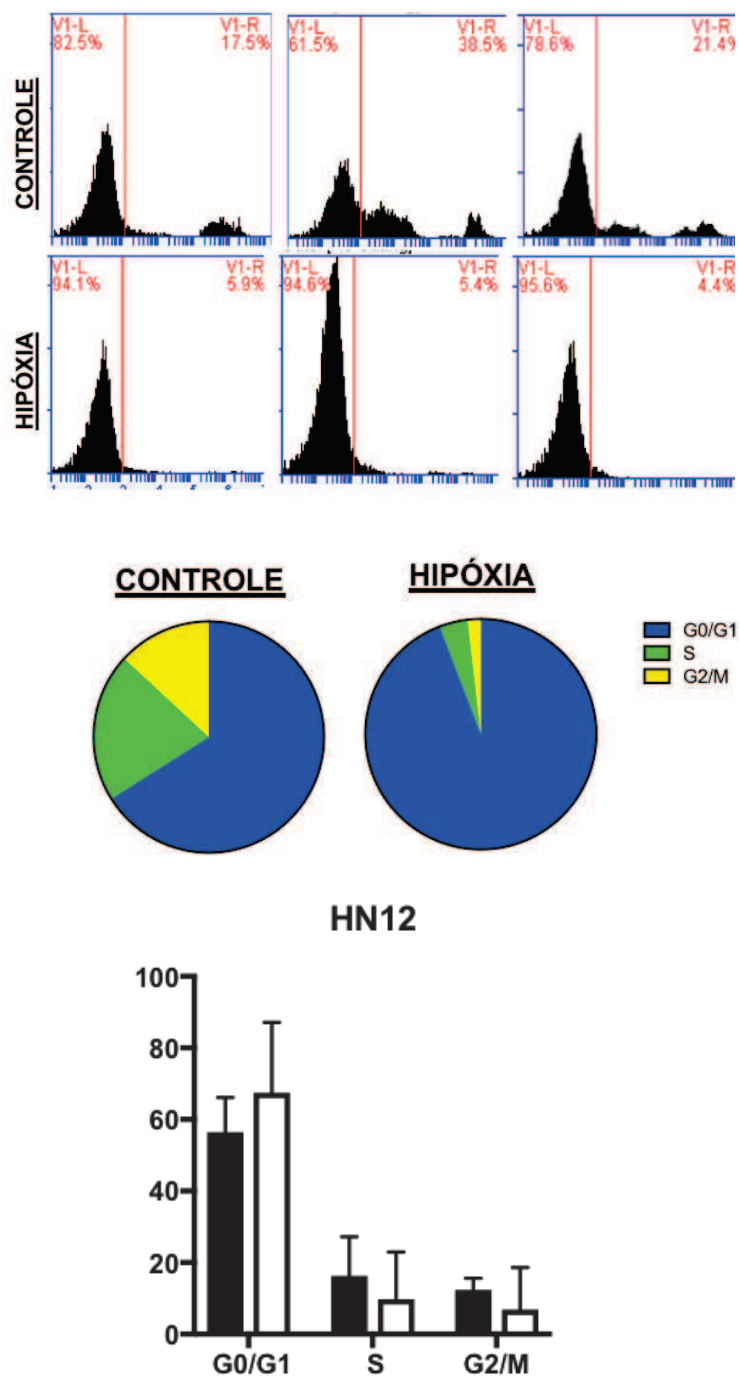 V1-L V1-R
82.5% 17.5%
V1-L V1-R
61.5% 38.5%
V1-L V1-R
78.6% 21.4%
CONTROLE
V1-L V1-R
94.1% 5.9%
V1-L V1-R
94.6% 5.4%
V1-L V1-R
95.6% 4.4%
HIPÓXIA
CONTROLE
HIPÓXIA
G0/G1
S
G2/M
HN12
100
80
60
40
20
0
G0/G1 S G2/M